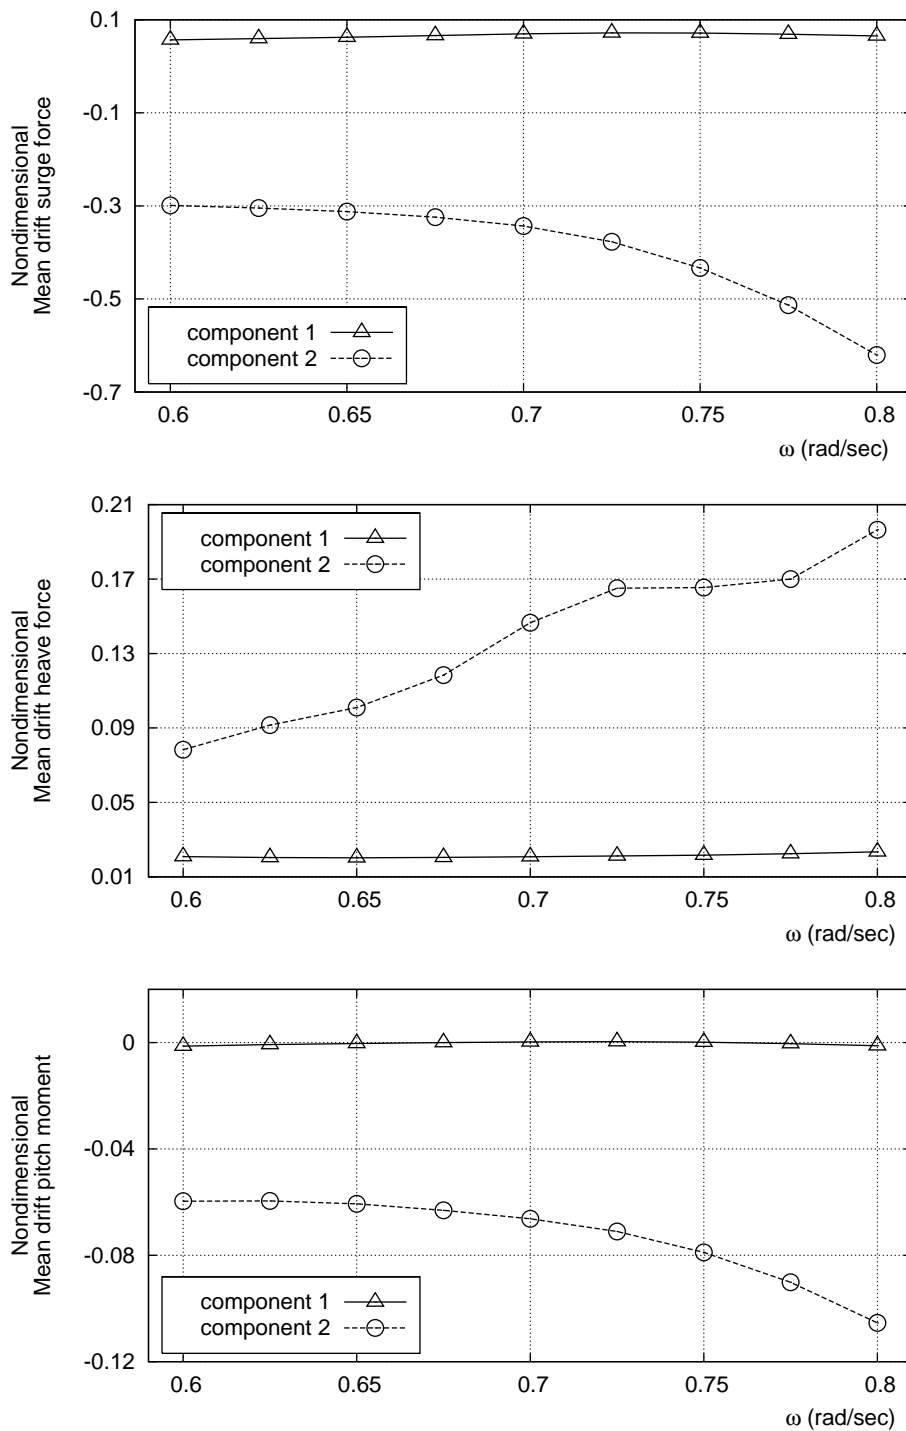 Nondimensional
Mean drift surge force
0.1
-0.1
-0.3
-0.5
-0.7
component 1
component 2
0.6 0.65 0.7 0.75 0.8
ω (rad/sec)
Nondimensional
Mean drift heave force
0.21
0.17
0.13
0.09
0.05
0.01
component 1
component 2
0.6 0.65 0.7 0.75 0.8
ω (rad/sec)
Nondimensional
Mean drift pitch moment
0
-0.04
-0.08
-0.12
component 1
component 2
0.6 0.65 0.7 0.75 0.8
ω (rad/sec)